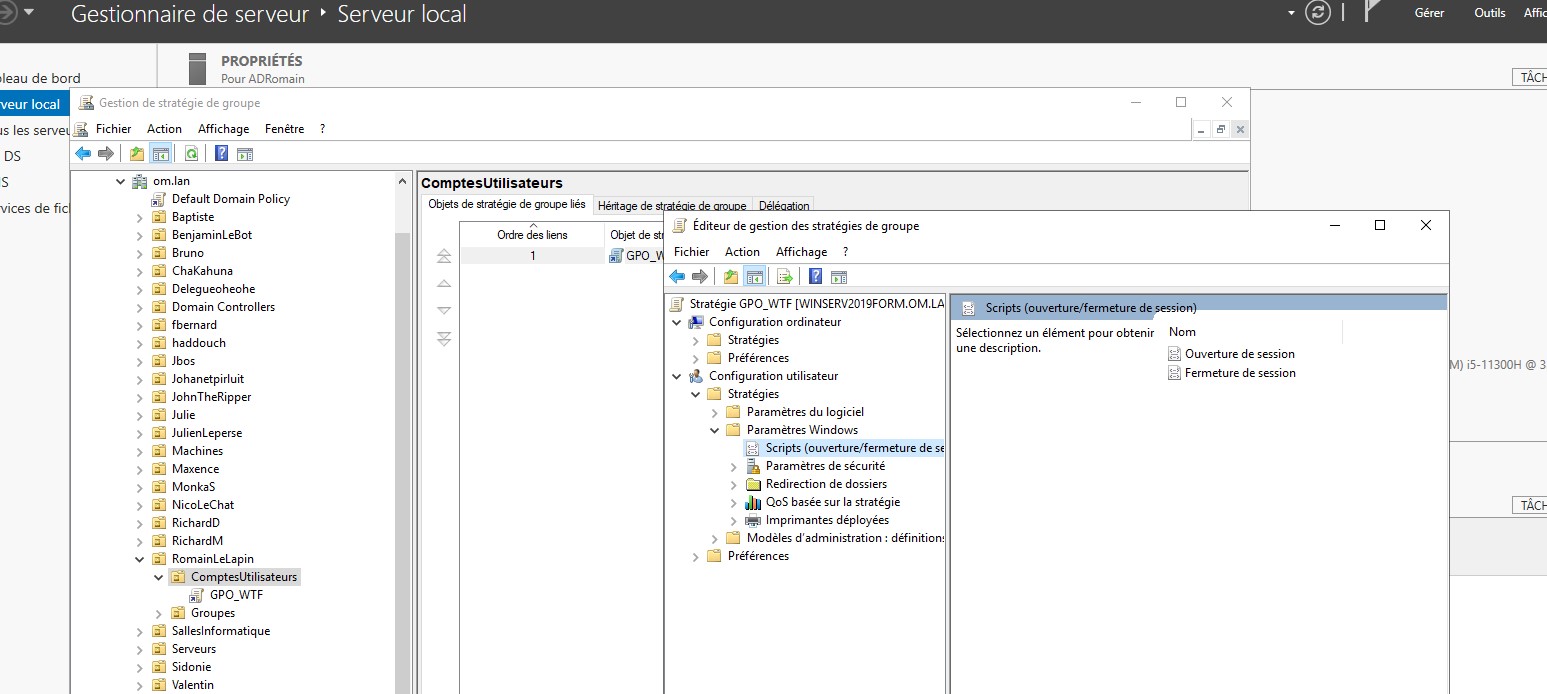 Gestionnaire de serveur ‣ Serveur local
Gérer
Outils
Affic
PROPRIÉTÉS
Pour ADRomain
leau de bord
TÂCH
veur local
us les serveu
DS
S
vices de fich
Gestion de stratégie de groupe
Fichier Action Affichage Fenêtre ?
om.lan
Default Domain Policy
Baptiste
BenjaminLeBot
Bruno
ChaKahuna
Delegueoheohe
Domain Controllers
fbernard
haddouch
Jbos
Johanetpirluit
JohnTheRipper
Julie
JulienLeperse
Machines
Maxence
MonkaS
NicoLeChat
RichardD
RichardM
RomainLeLapin
ComptesUtilisateurs
GPO_WTF
Groupes
SallesInformatique
Serveurs
Sidonie
Valentin
ComptesUtilisateurs
Objets de stratégie de groupe liés
Héritage de stratégie de groupe
Délégation
Ordre des liens
Objet de str
1
GPO_W
Éditeur de gestion des stratégies de groupe
Fichier Action Affichage ?
Stratégie GPO_WTF [WINSERV2019FORM.OM.LA
Configuration ordinateur
Stratégies
Préférences
Configuration utilisateur
Stratégies
Paramètres du logiciel
Paramètres Windows
Scripts (ouverture/fermeture de se
Paramètres de sécurité
Redirection de dossiers
QoS basée sur la stratégie
Imprimantes déployées
Modèles d'administration : définitions
Préférences
Scripts (ouverture/fermeture de session)
Sélectionnez un élément pour obtenir
une description.
Nom
Ouverture de session
Fermeture de session
M) i5-11300H @ 3
TÂCH